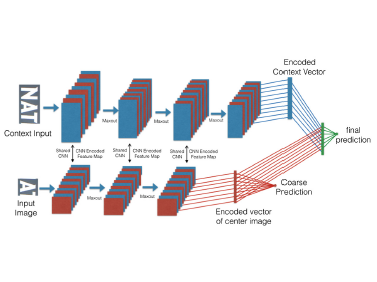 NAT
Context Input
Maxout
Maxout
Maxout
Encoded
Context Vector
final
prediction
Shared
CNN
CNN Encoded
Feature Map
Shared
CNN
CNN Encoded
Feature Map
Shared
CNN
CNN Encoded
Feature Map
A
Input
Image
Maxout
Maxout
Maxout
Coarse
Prediction
Encoded vector
of center image